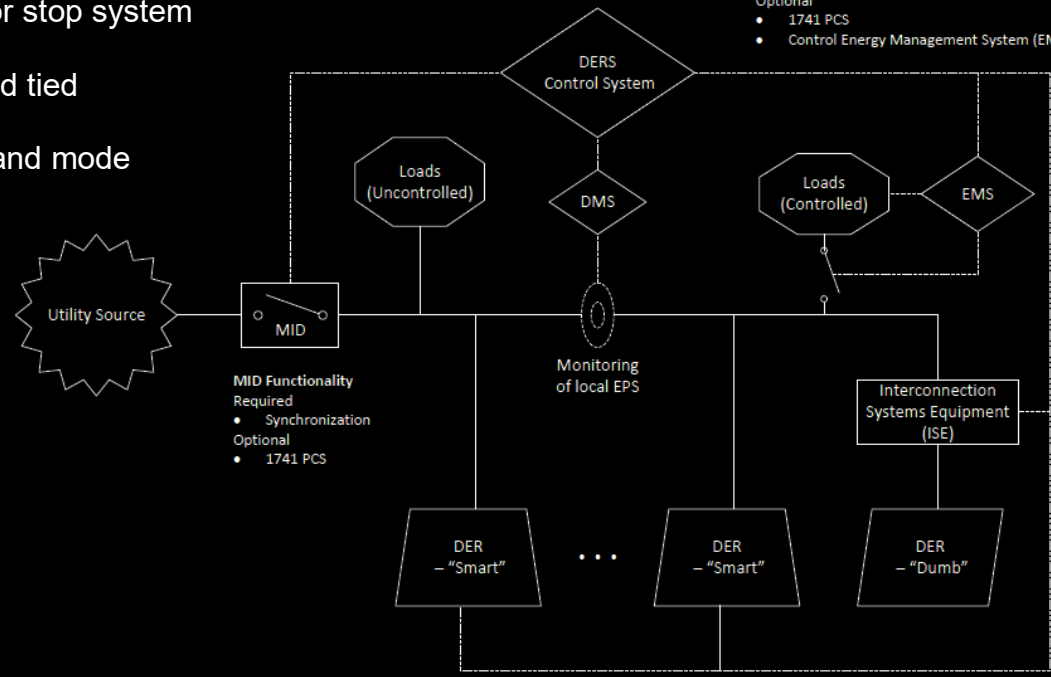 or stop system
d tied
and mode
Optional
• 1741 PCS
• Control Energy Management System (EM
DERS
Control System
Loads
(Uncontrolled)
DMS
Loads
(Controlled)
EMS
Utility Source
MID
Monitoring
of local EPS
MID Functionality
Required
• Synchronization
Optional
• 1741 PCS
Interconnection
Systems Equipment
(ISE)
DER
– “Smart”
• • •
DER
– “Smart”
DER
– “Dumb”